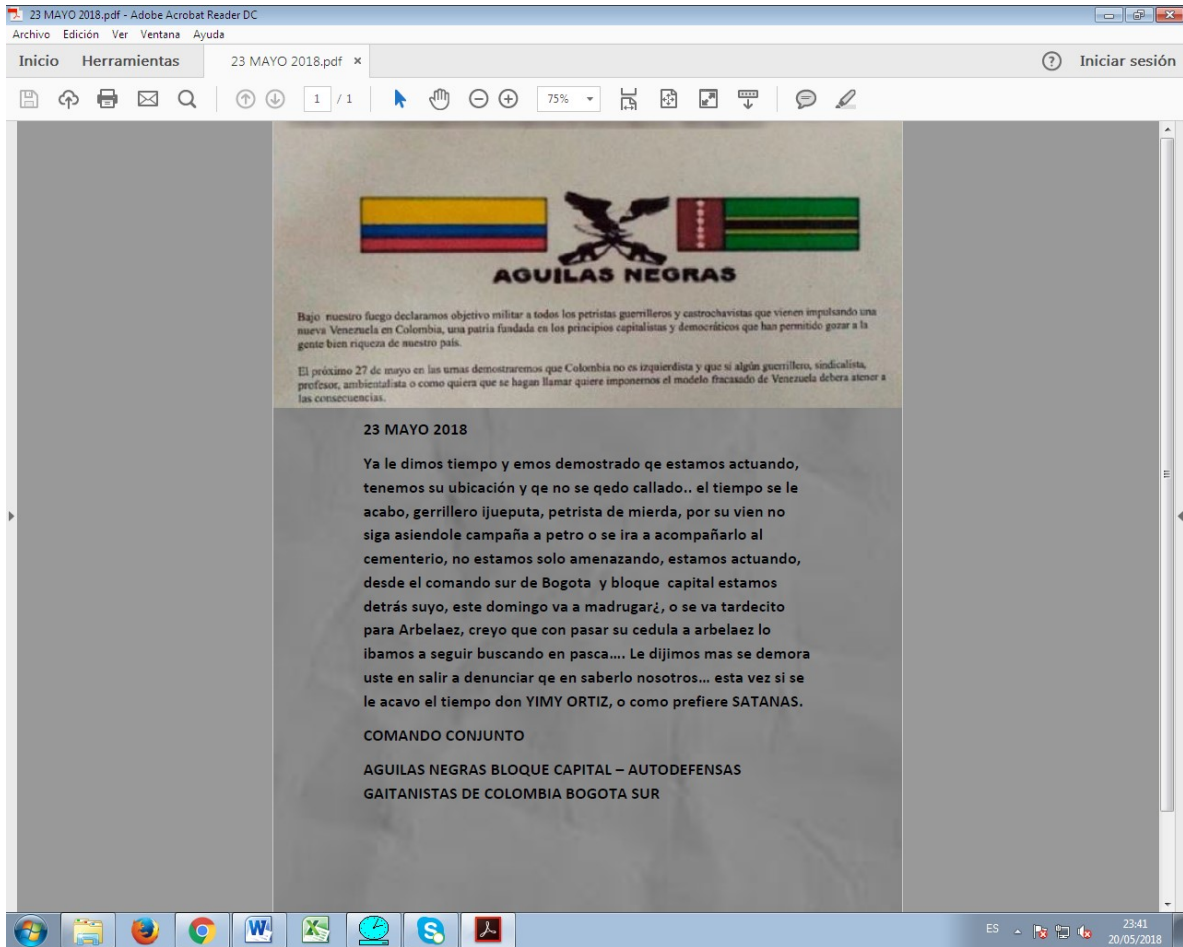 23 MAYO 2018.pdf - Adobe Acrobat Reader DC
Archivo Edición Ver Ventana Ayuda
Inicio Herramientas 23 MAYO 2018.pdf × Iniciar sesión
1 / 1 75%
AGUILAS NEGRAS
Bajo nuestro fuego declaramos objetivo militar a todos los petristas guerrilleros y castrochavistas que vienen impulsando una
nueva Venezuela en Colombia, una patria fundada en los principios capitalistas y democráticos que han permitido gozar a la
gente bien riqueza de nuestro país.
El próximo 27 de mayo en las urnas demostraremos que Colombia no es izquierdista y que si algún guerrillero, sindicalista,
profesor, ambientalista o como quiera que se hagan llamar quiere imponernos el modelo fracasado de Venezuela debera atener a
las consecuencias.
23 MAYO 2018
Ya le dimos tiempo y emos demostrado qe estamos actuando,
tenemos su ubicación y qe no se qedo callado.. el tiempo se le
acabo, gerrillero ijueputa, petrista de mierda, por su vien no
siga asiendole campaña a petro o se ira a acompañarlo al
cementerio, no estamos solo amenazando, estamos actuando,
desde el comando sur de Bogota y bloque capital estamos
detrás suyo, este domingo va a madrugar¿, o se va tardecito
para Arbelaez, creyo que con pasar su cedula a arbelaez lo
ibamos a seguir buscando en pasca…. Le dijimos mas se demora
uste en salir a denunciar qe en saberlo nosotros… esta vez si se
le acavo el tiempo don YIMY ORTIZ, o como prefiere SATANAS.
COMANDO CONJUNTO
AGUILAS NEGRAS BLOQUE CAPITAL – AUTODEFENSAS
GAITANISTAS DE COLOMBIA BOGOTA SUR
ES 23:41
20/05/2018